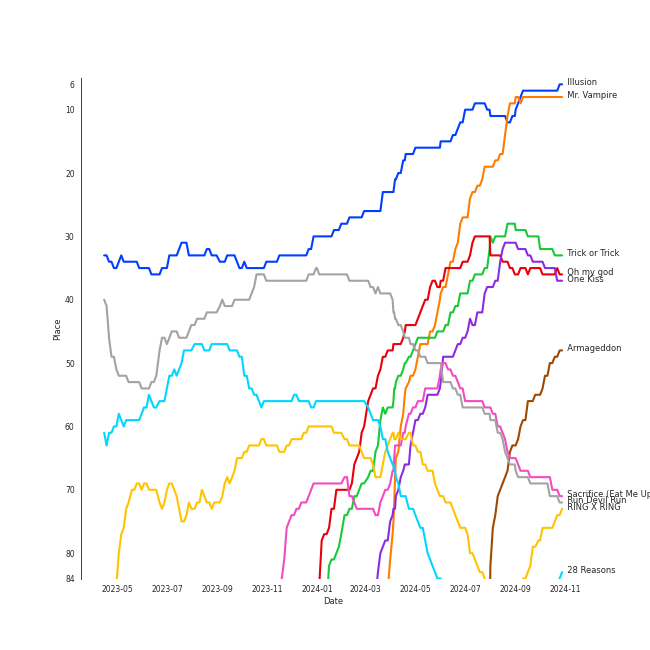 6
10
20
30
40
50
60
70
80
84
Place
Illusion
Mr. Vampire
Trick or Trick
Oh my god
One Kiss
Armageddon
Sacrifice (Eat Me Up
Run Devil Run
RING X RING
28 Reasons
2023-05 2023-07 2023-09 2023-11 2024-01 2024-03 2024-05 2024-07 2024-09 2024-11
Date